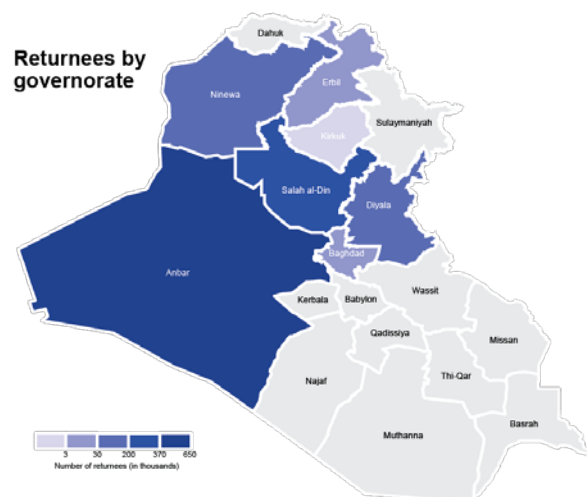 Returnees by
governorate
Dahuk
Erbil
Ninewa
Sulaymaniyah
Kirkuk
Salah al-Din
Diyala
Baghdad
Anbar
Wassit
Kerbala
Babylon
Qadissiya
Missan
Najaf
Thi-Qar
Basrah
Muthanna
3 50 200 370 650
Number of returnees (in thousands)